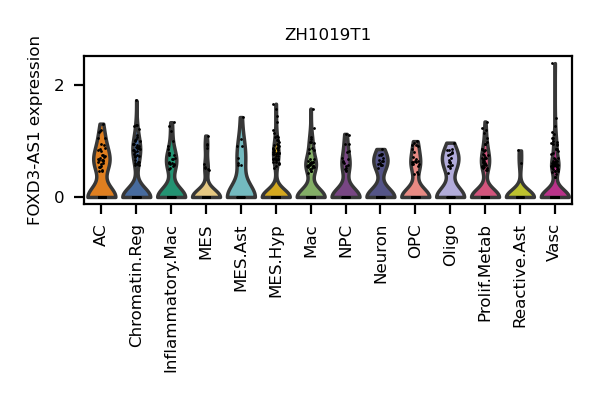 ZH1019T1
FOXD3-AS1 expression
2
0
AC
Chromatin.Reg
Inflammatory.Mac
MES
MES.Ast
MES.Hyp
Mac
NPC
Neuron
OPC
Oligo
Prolif.Metab
Reactive.Ast
Vasc